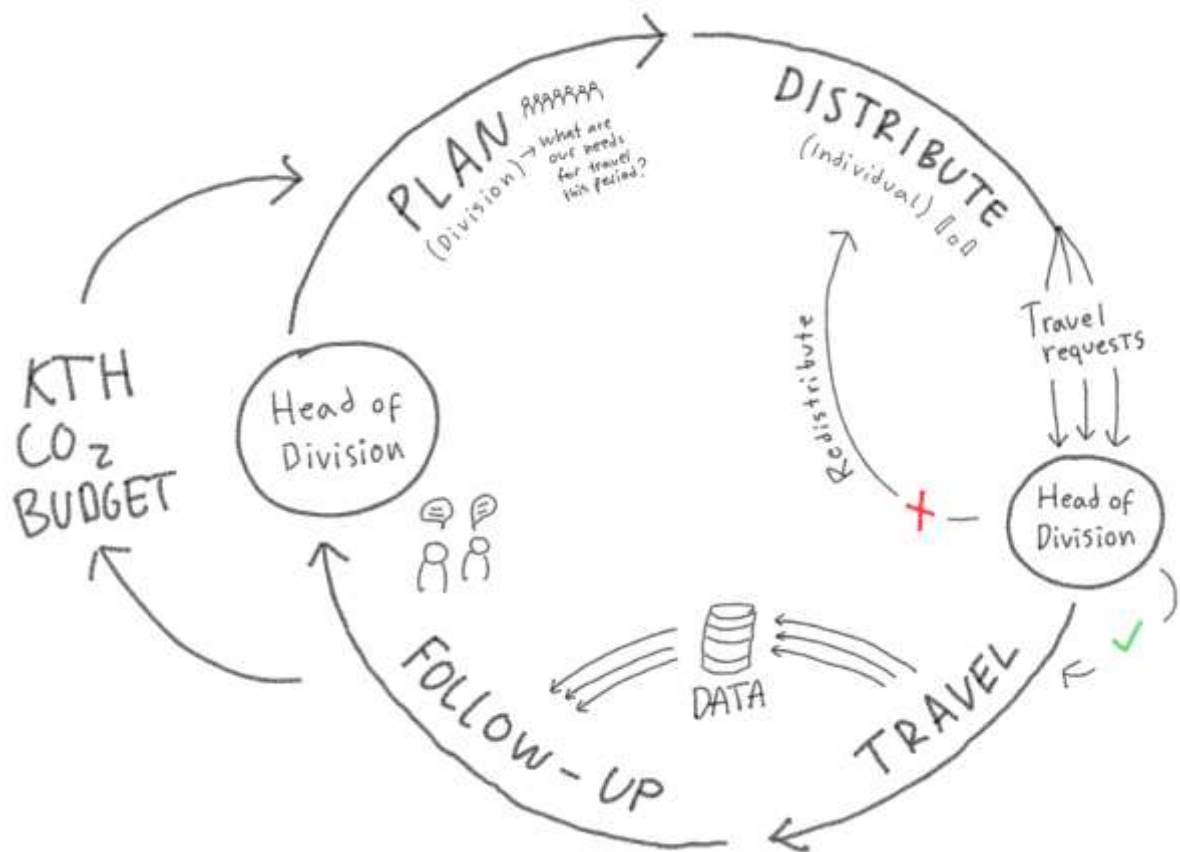 PLAN
(Division) → What are
our needs
for travel
this period?
DISTRIBUTE
(Individual)
Travel
requests
Redistribute
KTH
CO₂
BUDGET
Head of
Division
Head of
Division
DATA
TRAVEL
FOLLOW-UP